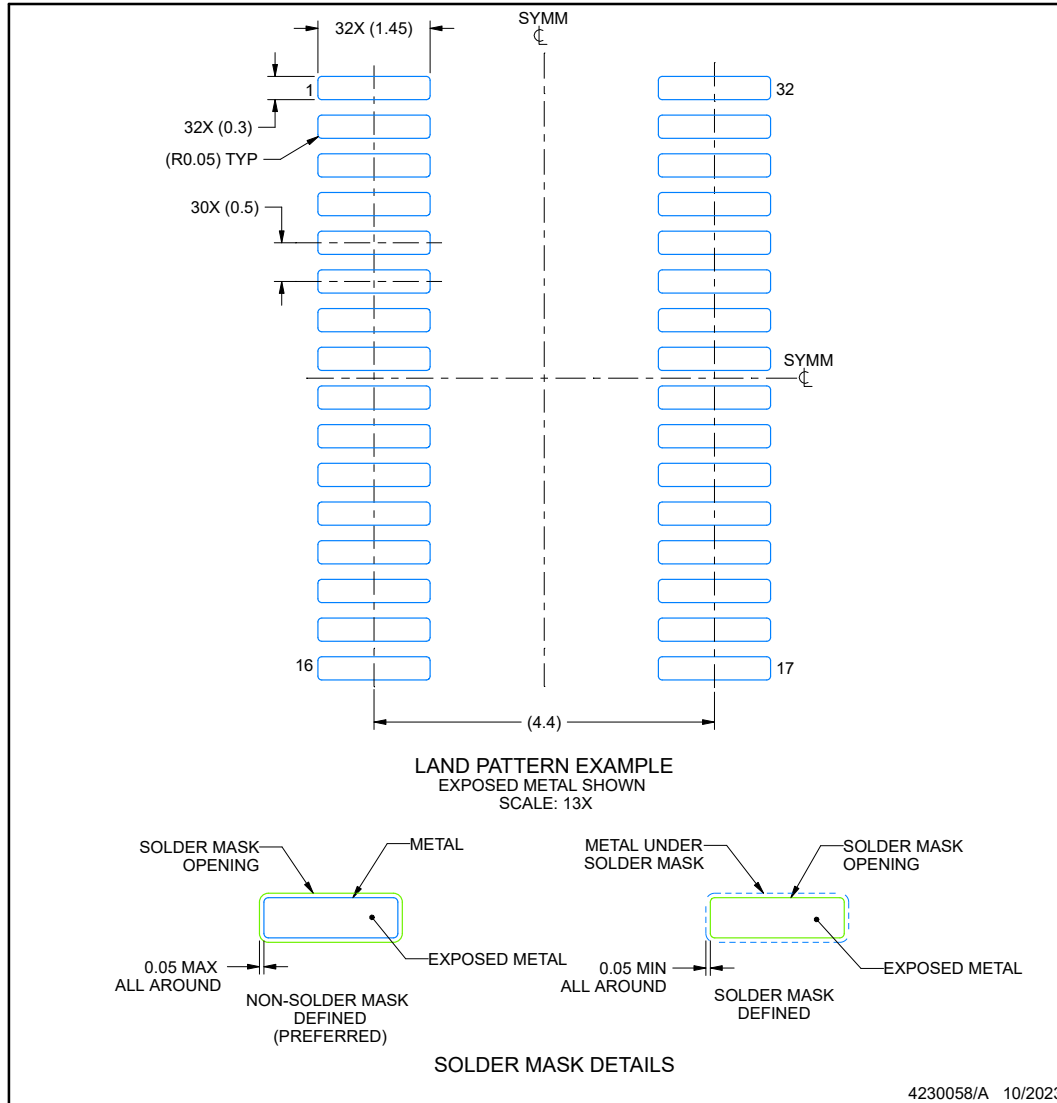 SYMM
32X (1.45)
1
32
32X (0.3)
(R0.05) TYP
30X (0.5)
SYMM
16
17
(4.4)
LAND PATTERN EXAMPLE
EXPOSED METAL SHOWN
SCALE: 13X
SOLDER MASK
OPENING
METAL
EXPOSED METAL
0.05 MAX
ALL AROUND
NON-SOLDER MASK
DEFINED
(PREFERRED)
METAL UNDER
SOLDER MASK
SOLDER MASK
OPENING
EXPOSED METAL
0.05 MIN
ALL AROUND
SOLDER MASK
DEFINED
SOLDER MASK DETAILS
4230058/A 10/2023